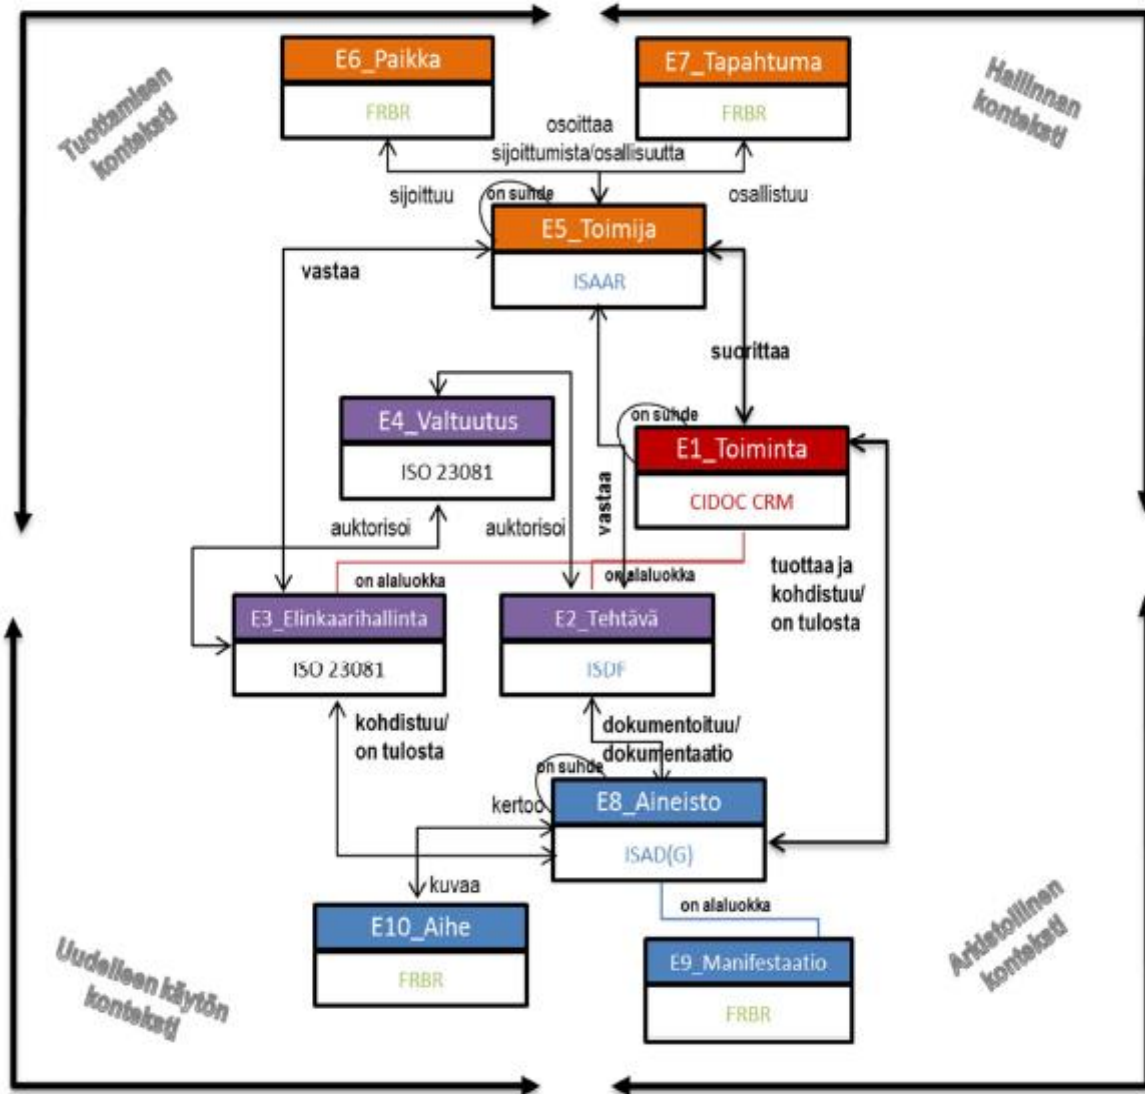 E6_Paikka
FRBR
E7_Tapahtuma
FRBR
Tuottamisen
konteksti
Hallinnan
konteksti
osoittaa
sijoittumista/osallisuutta
sijoittuu
on suhde
osallistuu
E5_Toimija
ISAAR
vastaa
suorittaa
E4_Valtuutus
ISO 23081
on suhde
E1_Toiminta
CIDOC CRM
vastaa
auktorisoi
auktorisoi
on alaluokka
on alaluokka
tuottaa ja
kohdistuu/
on tulosta
E3_Elinkaarihallinta
ISO 23081
E2_Tehtävä
ISDF
kohdistuu/
on tulosta
dokumentoituu/
dokumentaatio
on suhde
E8_Aineisto
ISAD(G)
kertoo
kuvaa
on alaluokka
E10_Aihe
FRBR
E9_Manifestaatio
FRBR
Uudelleen käytön
konteksti
Arkistollinen
konteksti